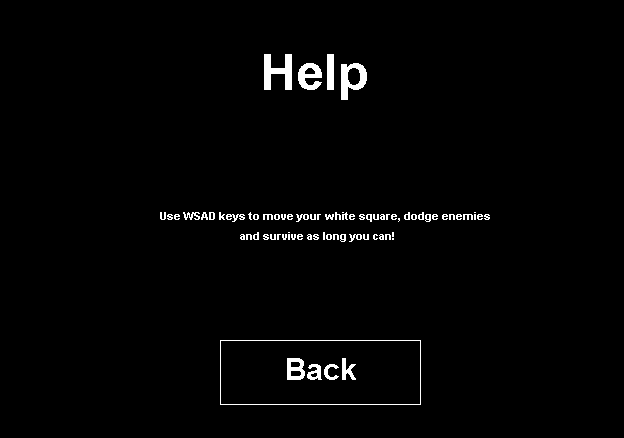 Help
Use WSAD keys to move your white square, dodge enemies
and survive as long you can!
Back